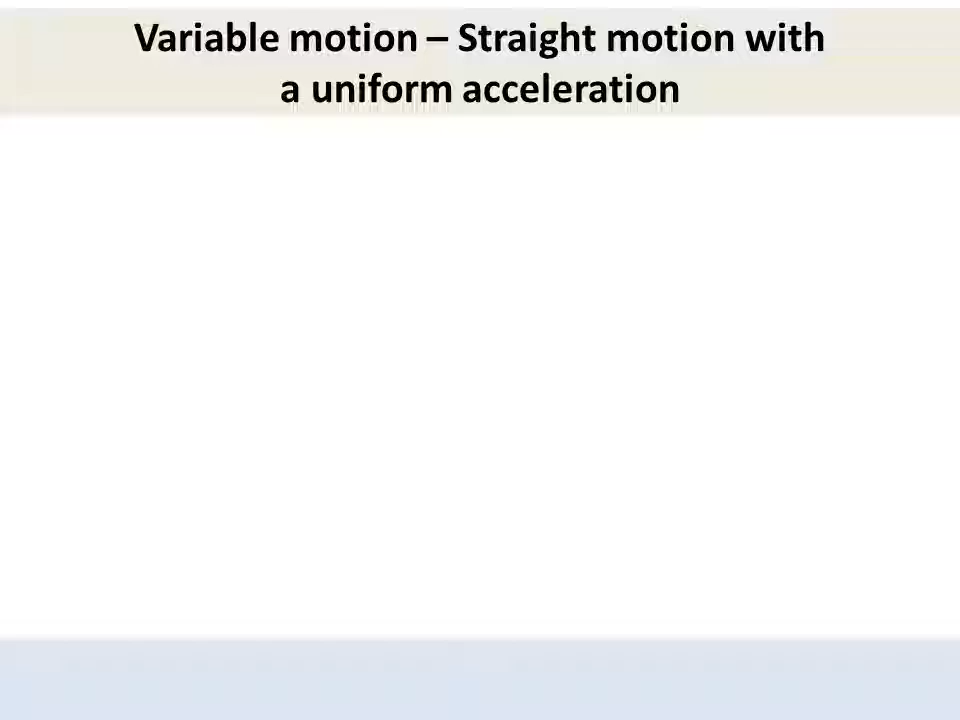 Variable motion – Straight motion with
a uniform acceleration